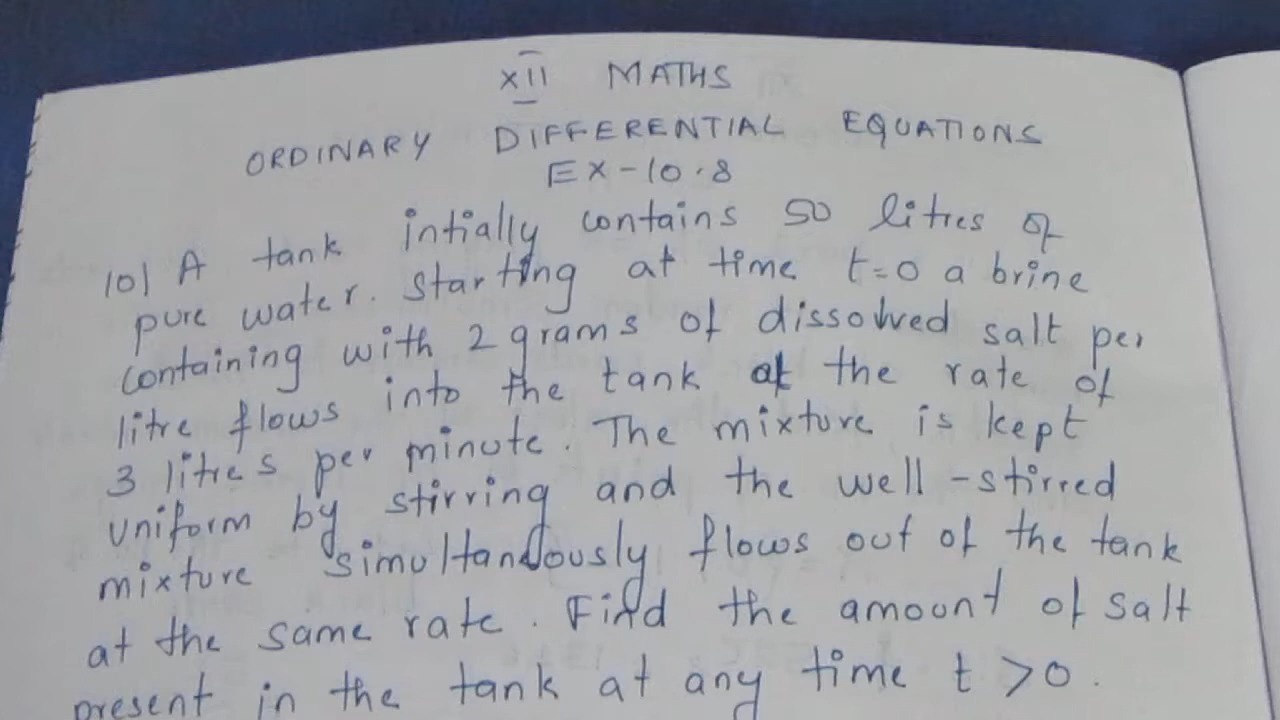 XII MATHS
ORDINARY DIFFERENTIAL EQUATIONS
EX-10.8
10) A tank intially contains 50 litres of
pure water. Starting at time t=0 a brine
containing with 2 grams of dissolved salt per
litre flows into the tank at the rate of
3 litres per minute. The mixture is kept
uniform by stirring and the well-stirred
mixture simultaneously flows out of the tank
at the same rate. Find the amount of salt
present in the tank at any time t > 0.